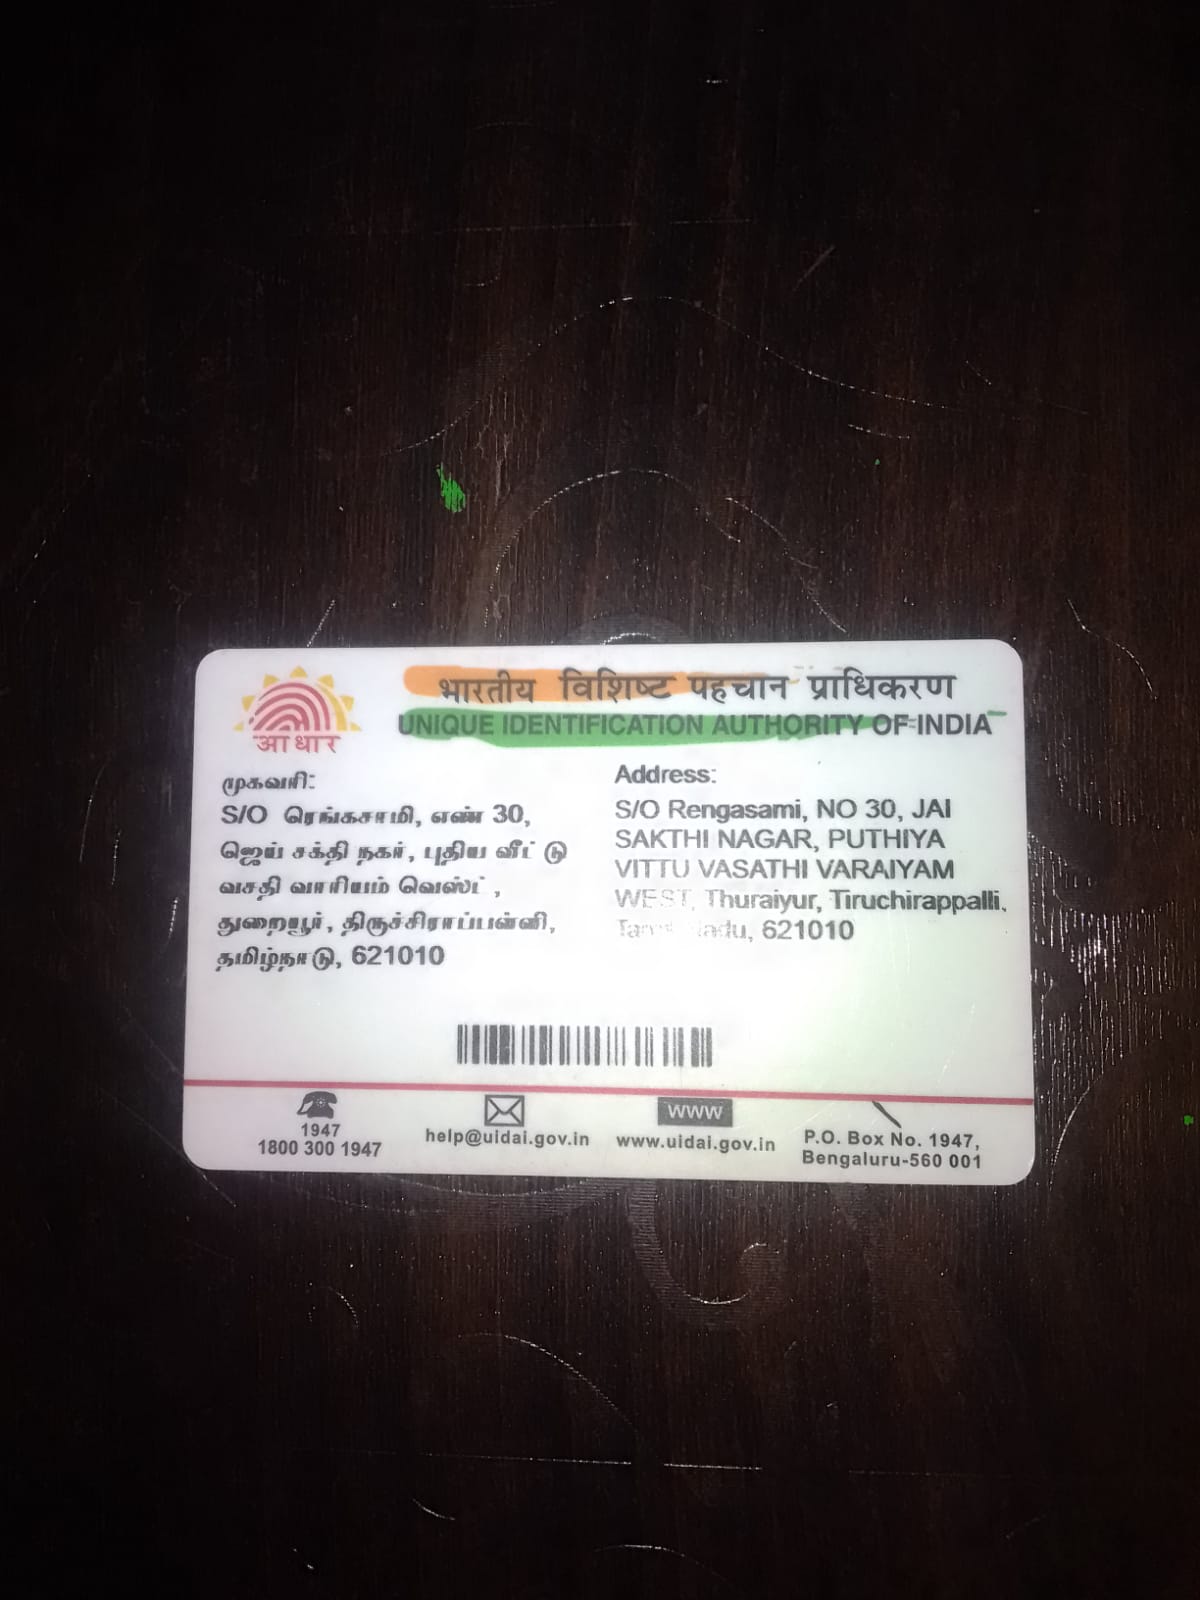 भारतीय विशिष्ट पहचान प्राधिकरण
UNIQUE IDENTIFICATION AUTHORITY OF INDIA
आधार
முகவரி:
S/O ரெங்கசாமி, எண் 30,
ஜெய் சக்தி நகர், புதிய வீட்டு
வசதி வாரியம் வெஸ்ட்,
துறையூர், திருச்சிராப்பள்ளி,
தமிழ்நாடு, 621010
Address:
S/O Rengasami, NO 30, JAI
SAKTHI NAGAR, PUTHIYA
VITTU VASATHI VARAIYAM
WEST, Thuraiyur, Tiruchirappalli,
621010
1947
1800 300 1947
help@uidai.gov.in
www
www.uidai.gov.in
P.O. Box No. 1947,
Bengaluru-560 001